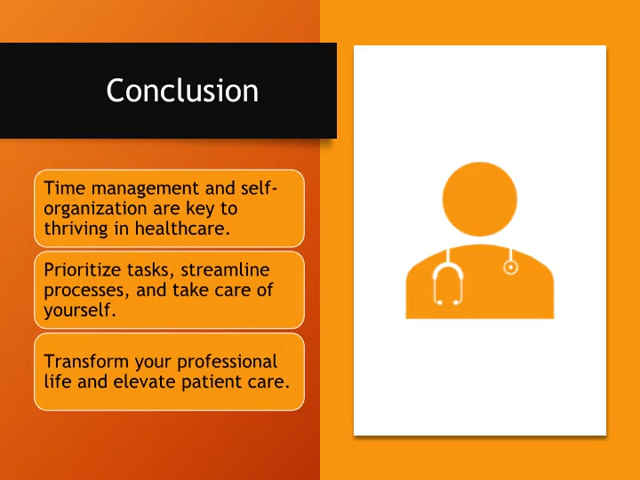 Conclusion
Time management and self-
organization are key to
thriving in healthcare.
Prioritize tasks, streamline
processes, and take care of
yourself.
Transform your professional
life and elevate patient care.